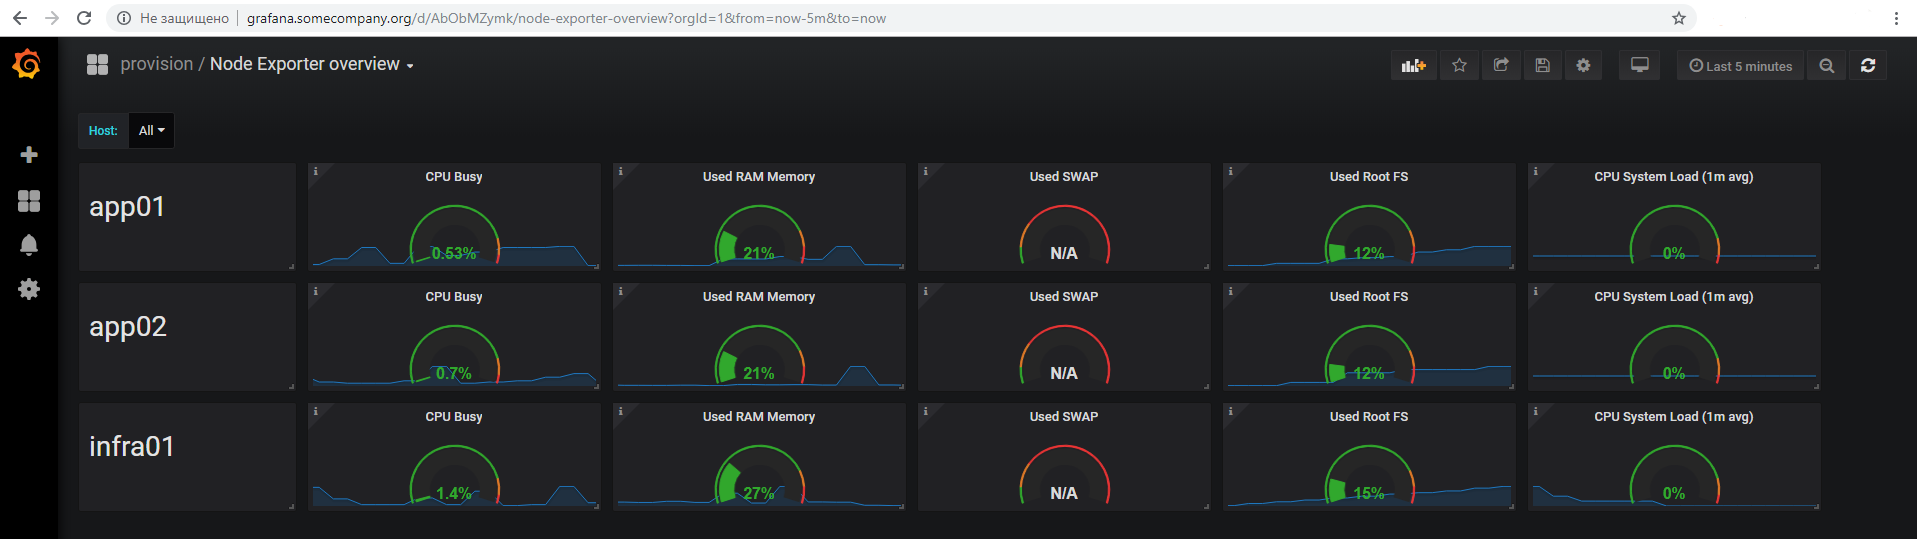 Не защищено | grafana.somecompany.org/d/AbObMZymk/node-exporter-overview?orgId=1&from=now-5m&to=now
provision / Node Exporter overview
Last 5 minutes
Host: All
app01
CPU Busy
0.53%
Used RAM Memory
21%
Used SWAP
N/A
Used Root FS
12%
CPU System Load (1m avg)
0%
app02
CPU Busy
0.7%
Used RAM Memory
21%
Used SWAP
N/A
Used Root FS
12%
CPU System Load (1m avg)
0%
infra01
CPU Busy
1.4%
Used RAM Memory
27%
Used SWAP
N/A
Used Root FS
15%
CPU System Load (1m avg)
0%